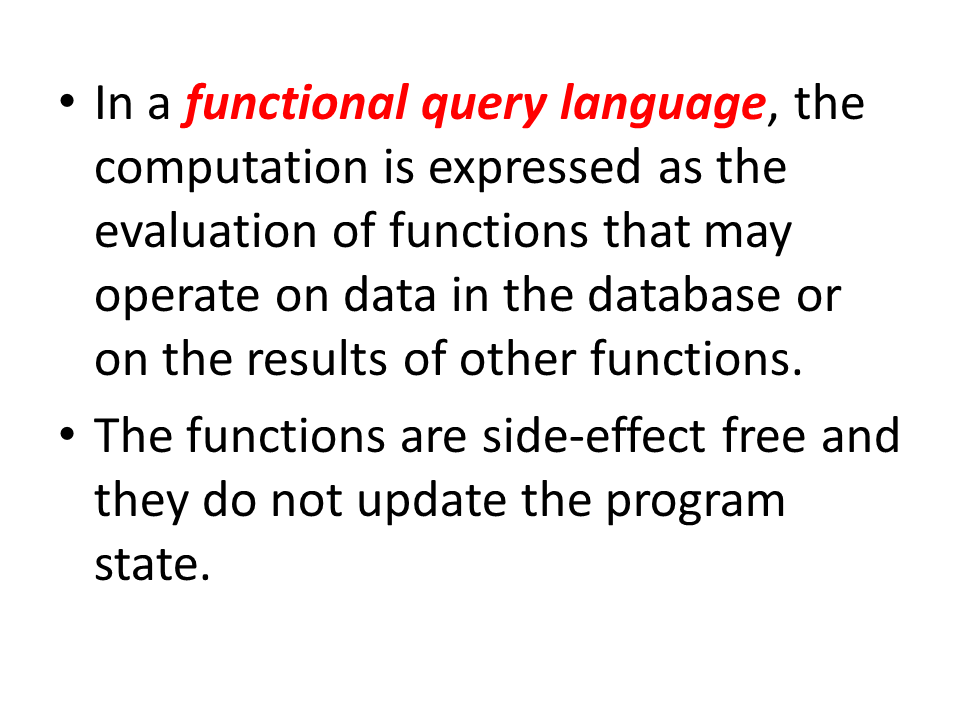 • In a functional query language, the
computation is expressed as the
evaluation of functions that may
operate on data in the database or
on the results of other functions.
• The functions are side-effect free and
they do not update the program
state.